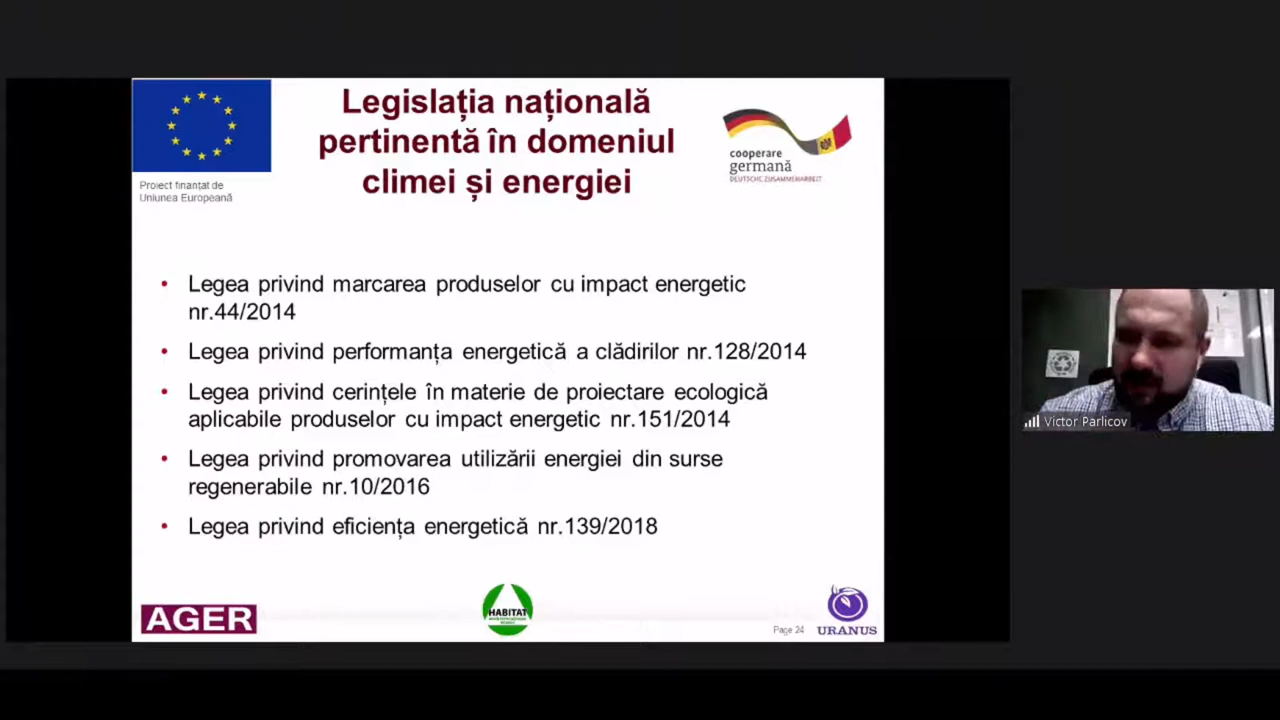 Legislația națională
pertinentă în domeniul
climei și energiei
Proiect finanțat de
Uniunea Europeană
cooperare
germană
DEUTSCHE ZUSAMMENARBEIT
• Legea privind marcarea produselor cu impact energetic
nr.44/2014
• Legea privind performanța energetică a clădirilor nr.128/2014
• Legea privind cerințele în materie de proiectare ecologică
aplicabile produselor cu impact energetic nr.151/2014
• Legea privind promovarea utilizării energiei din surse
regenerabile nr.10/2016
• Legea privind eficiența energetică nr.139/2018
Victor Parlicov
AGER
HABITAT
Page 24
URANUS